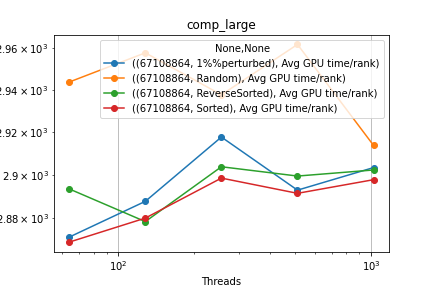 comp_large
None,None
((67108864, 1%%perturbed), Avg GPU time/rank)
((67108864, Random), Avg GPU time/rank)
((67108864, ReverseSorted), Avg GPU time/rank)
((67108864, Sorted), Avg GPU time/rank)
2.96 × 10³
2.94 × 10³
2.92 × 10³
2.9 × 10³
2.88 × 10³
10² 10³
Threads